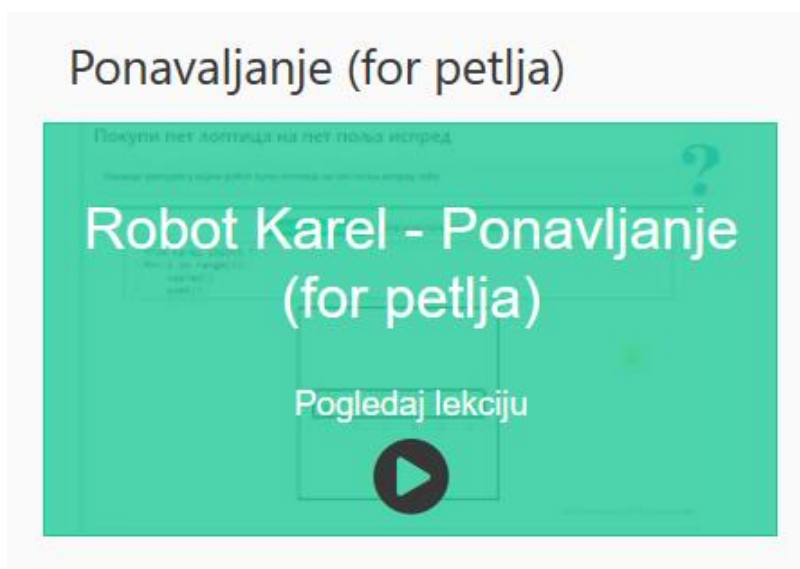 Ponavaljanje (for petlja)
Покупи пет лоптица на пет поља испред
?
Robot Karel - Ponavljanje
(for petlja)
Pogledaj lekciju